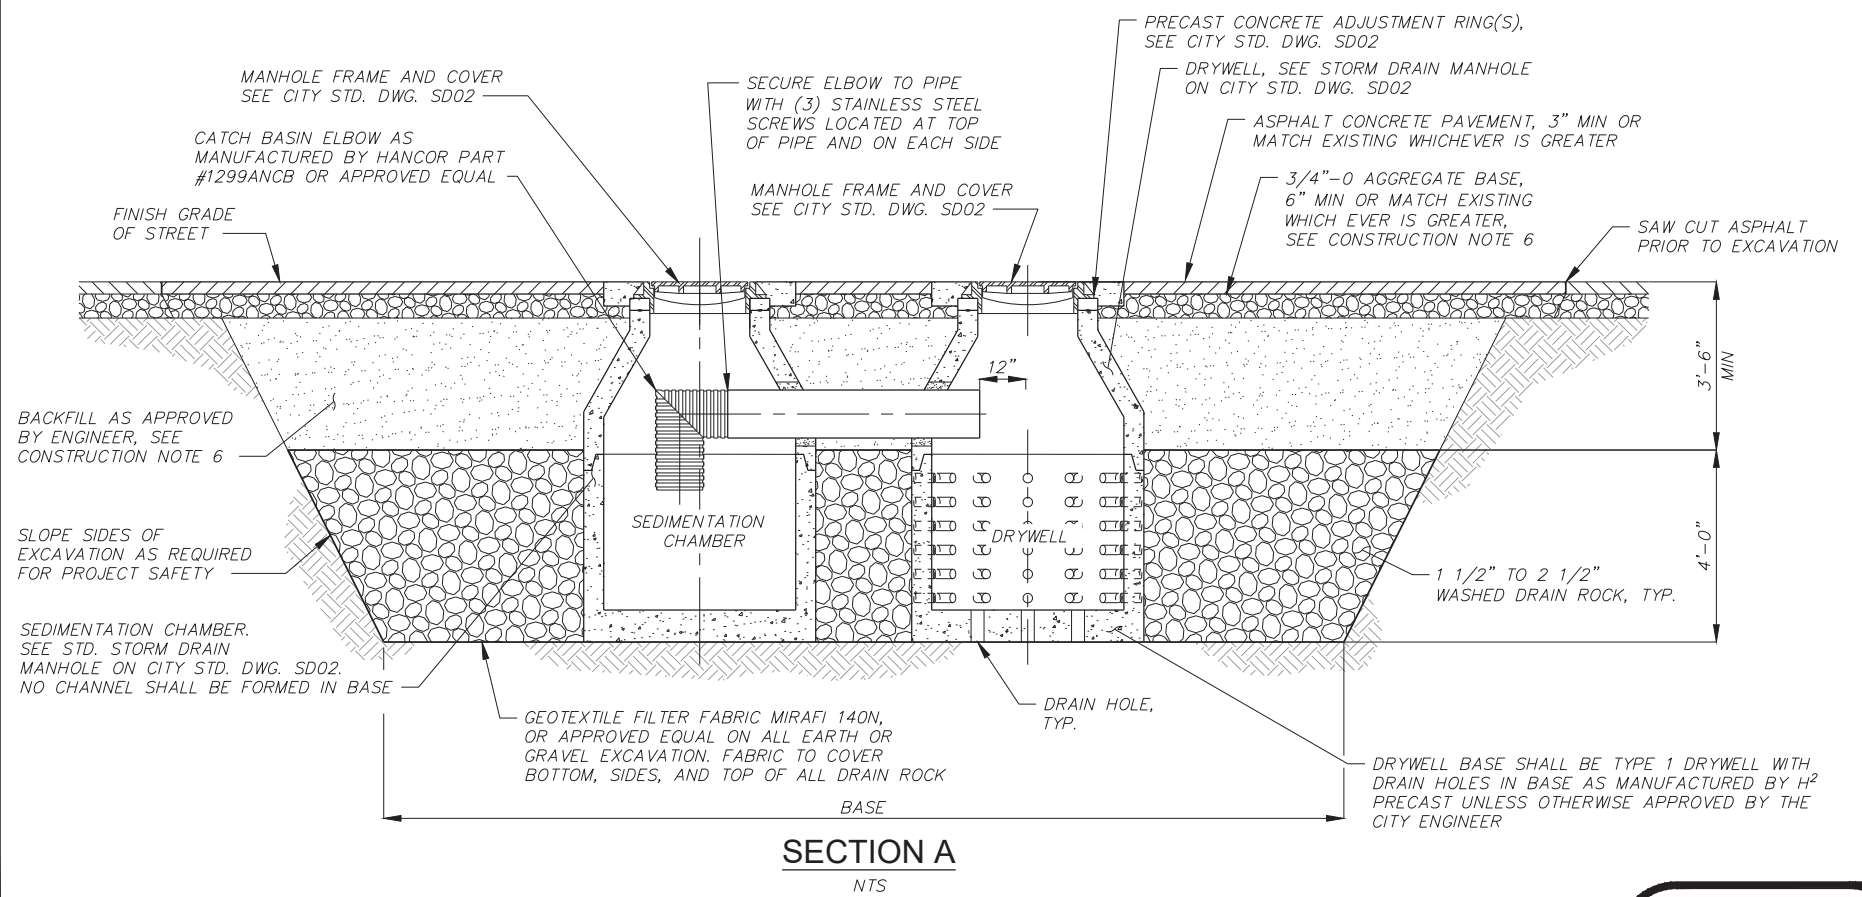 PRECAST CONCRETE ADJUSTMENT RING(S),
SEE CITY STD. DWG. SD02
MANHOLE FRAME AND COVER
SEE CITY STD. DWG. SD02
SECURE ELBOW TO PIPE
WITH (3) STAINLESS STEEL
SCREWS LOCATED AT TOP
OF PIPE AND ON EACH SIDE
DRYWELL, SEE STORM DRAIN MANHOLE
ON CITY STD. DWG. SD02
CATCH BASIN ELBOW AS
MANUFACTURED BY HANCOR PART
#1299ANCB OR APPROVED EQUAL
ASPHALT CONCRETE PAVEMENT, 3" MIN OR
MATCH EXISTING WHICHEVER IS GREATER
MANHOLE FRAME AND COVER
SEE CITY STD. DWG. SD02
3/4"-0 AGGREGATE BASE,
6" MIN OR MATCH EXISTING
WHICH EVER IS GREATER,
SEE CONSTRUCTION NOTE 6
FINISH GRADE
OF STREET
SAW CUT ASPHALT
PRIOR TO EXCAVATION
12"
3'-6"
MIN
BACKFILL AS APPROVED
BY ENGINEER, SEE
CONSTRUCTION NOTE 6
SEDIMENTATION
CHAMBER
DRYWELL
4'-0"
SLOPE SIDES OF
EXCAVATION AS REQUIRED
FOR PROJECT SAFETY
1 1/2" TO 2 1/2"
WASHED DRAIN ROCK, TYP.
SEDIMENTATION CHAMBER.
SEE STD. STORM DRAIN
MANHOLE ON CITY STD. DWG. SD02.
NO CHANNEL SHALL BE FORMED IN BASE
GEOTEXTILE FILTER FABRIC MIRAFI 140N,
OR APPROVED EQUAL ON ALL EARTH OR
GRAVEL EXCAVATION. FABRIC TO COVER
BOTTOM, SIDES, AND TOP OF ALL DRAIN ROCK
DRAIN HOLE,
TYP.
DRYWELL BASE SHALL BE TYPE 1 DRYWELL WITH
DRAIN HOLES IN BASE AS MANUFACTURED BY H²
PRECAST UNLESS OTHERWISE APPROVED BY THE
CITY ENGINEER
BASE
SECTION A
NTS